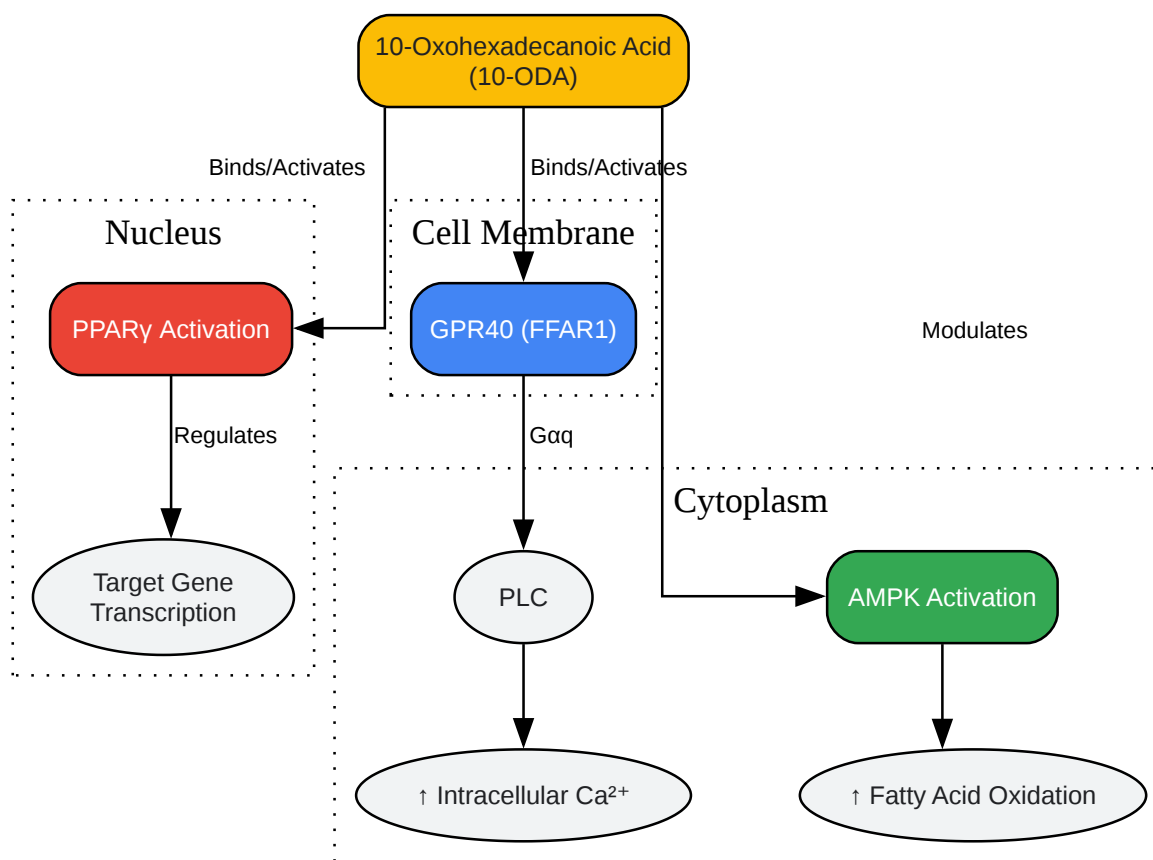 10-Oxohexadecanoic Acid
(10-ODA)
Binds/Activates
Binds/Activates
Nucleus
Cell Membrane
PPARγ Activation
GPR40 (FFAR1)
Modulates
Regulates
Gαq
Cytoplasm
Target Gene
Transcription
PLC
AMPK Activation
↑ Intracellular Ca²⁺
↑ Fatty Acid Oxidation